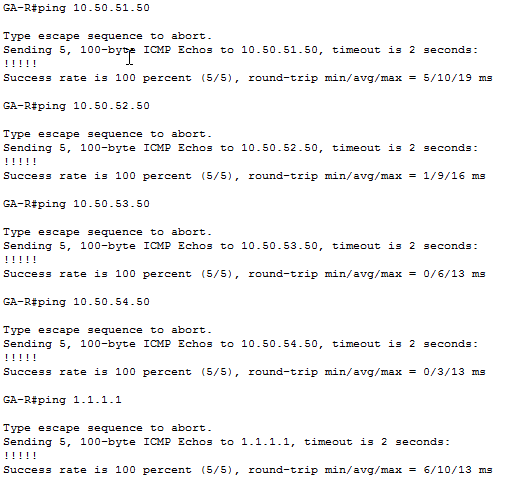 GA-R#ping 10.50.51.50
Type escape sequence to abort.
Sending 5, 100-byte ICMP Echos to 10.50.51.50, timeout is 2 seconds:
!!!!!
Success rate is 100 percent (5/5), round-trip min/avg/max = 5/10/19 ms
GA-R#ping 10.50.52.50
Type escape sequence to abort.
Sending 5, 100-byte ICMP Echos to 10.50.52.50, timeout is 2 seconds:
!!!!!
Success rate is 100 percent (5/5), round-trip min/avg/max = 1/9/16 ms
GA-R#ping 10.50.53.50
Type escape sequence to abort.
Sending 5, 100-byte ICMP Echos to 10.50.53.50, timeout is 2 seconds:
!!!!!
Success rate is 100 percent (5/5), round-trip min/avg/max = 0/6/13 ms
GA-R#ping 10.50.54.50
Type escape sequence to abort.
Sending 5, 100-byte ICMP Echos to 10.50.54.50, timeout is 2 seconds:
!!!!!
Success rate is 100 percent (5/5), round-trip min/avg/max = 0/3/13 ms
GA-R#ping 1.1.1.1
Type escape sequence to abort.
Sending 5, 100-byte ICMP Echos to 1.1.1.1, timeout is 2 seconds:
!!!!!
Success rate is 100 percent (5/5), round-trip min/avg/max = 6/10/13 ms